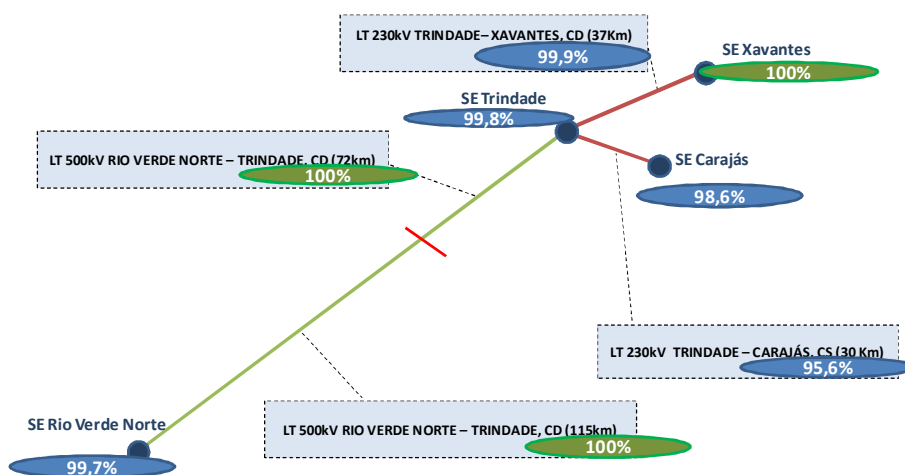 LT 230kV TRINDADE– XAVANTES, CD (37Km)
99,9%
SE Xavantes
100%
SE Trindade
99,8%
LT 500kV RIO VERDE NORTE – TRINDADE, CD (72km)
100%
SE Carajás
98,6%
LT 230kV TRINDADE – CARAJÁS, CS (30 Km)
95,6%
SE Rio Verde Norte
99,7%
LT 500kV RIO VERDE NORTE – TRINDADE, CD (115km)
100%